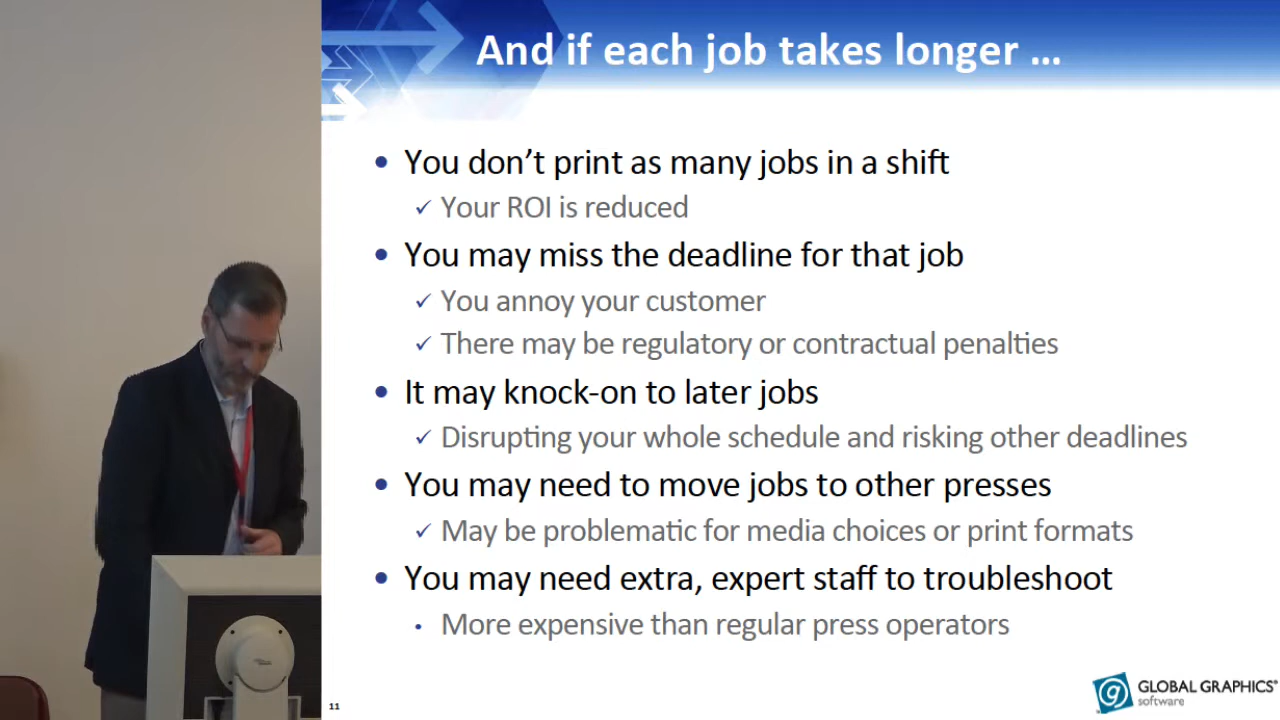 And if each job takes longer …
• You don’t print as many jobs in a shift
✓ Your ROI is reduced
• You may miss the deadline for that job
✓ You annoy your customer
✓ There may be regulatory or contractual penalties
• It may knock-on to later jobs
✓ Disrupting your whole schedule and risking other deadlines
• You may need to move jobs to other presses
✓ May be problematic for media choices or print formats
• You may need extra, expert staff to troubleshoot
• More expensive than regular press operators
11
g GLOBAL GRAPHICS®
software